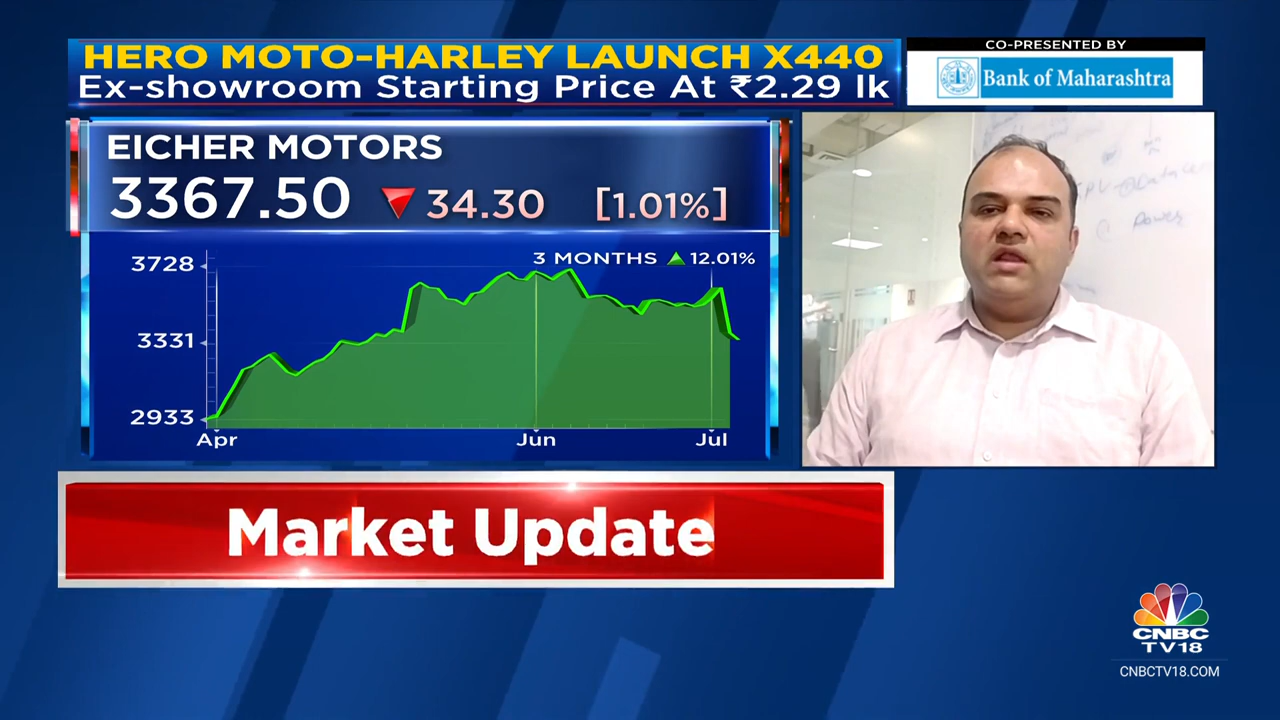 HERO MOTO-HARLEY LAUNCH X440
Ex-showroom Starting Price At ₹2.29 lk
CO-PRESENTED BY
Bank of Maharashtra
EICHER MOTORS
3367.50 ▼ 34.30 [1.01%]
3 MONTHS ▲ 12.01%
3728
3331
2933
Apr Jun Jul
Power
Market Update
CNBC
TV18
CNBCTV18.COM